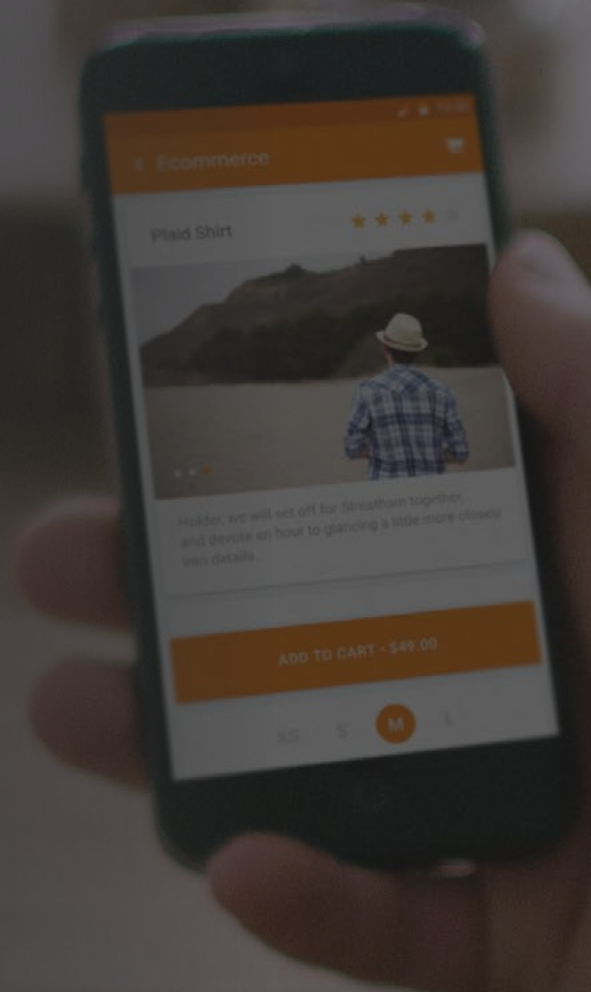 Ecommerce
Plaid Shirt
Holder, we will set off for Streatham together,
and devote an hour to glancing a little more closely
into details.
ADD TO CART - $49.00
XS S M L